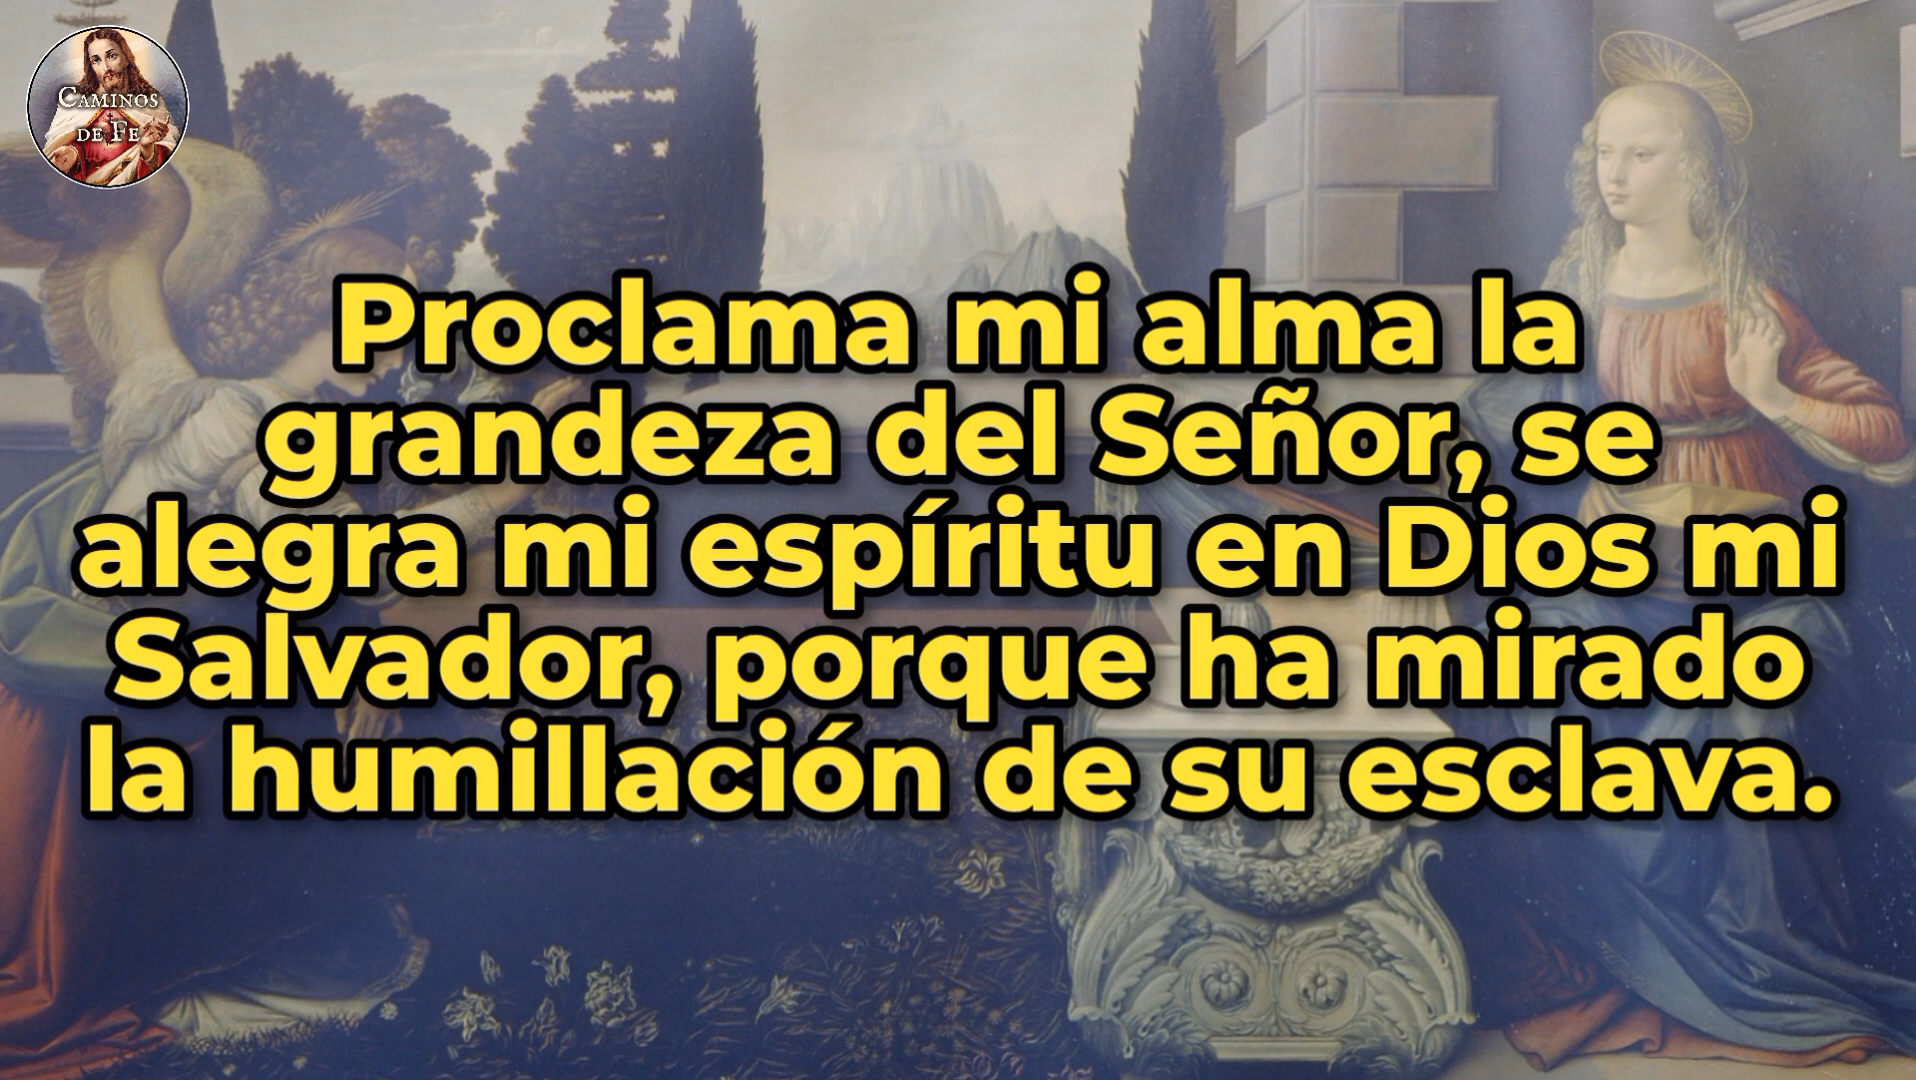 CAMINOS
DE FE
Proclama mi alma la
grandeza del Señor, se
alegra mi espíritu en Dios mi
Salvador, porque ha mirado
la humillación de su esclava.